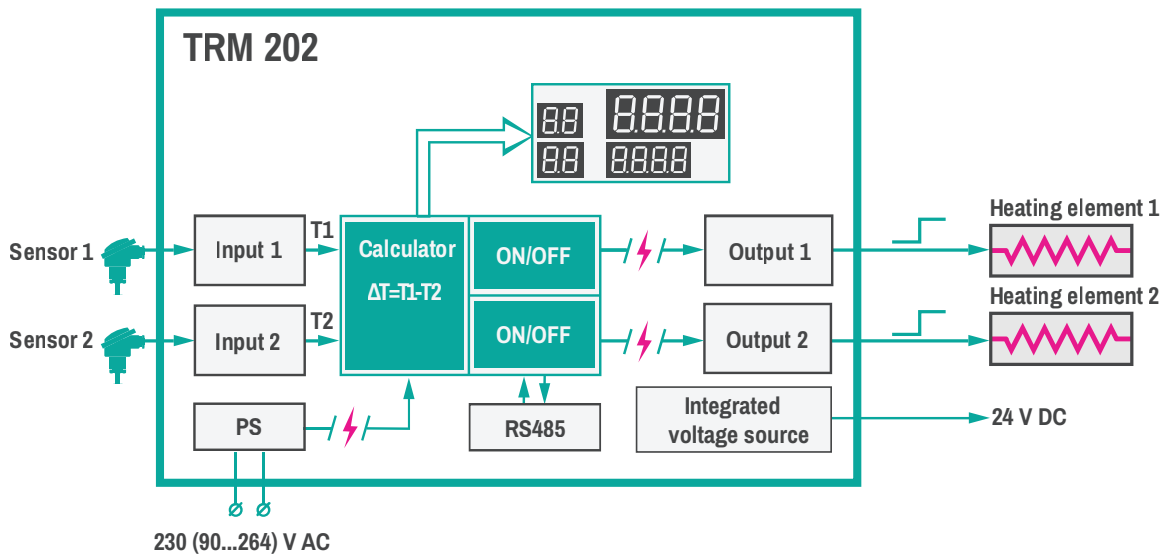 TRM 202
8.8
8.8.8.8
8.8
8.8.8.8
Sensor 1
Input 1
T1
Calculator
ΔT=T1-T2
ON/OFF
Output 1
Heating element 1
Sensor 2
Input 2
T2
ON/OFF
Output 2
Heating element 2
PS
RS485
Integrated
voltage source
24 V DC
230 (90...264) V AC